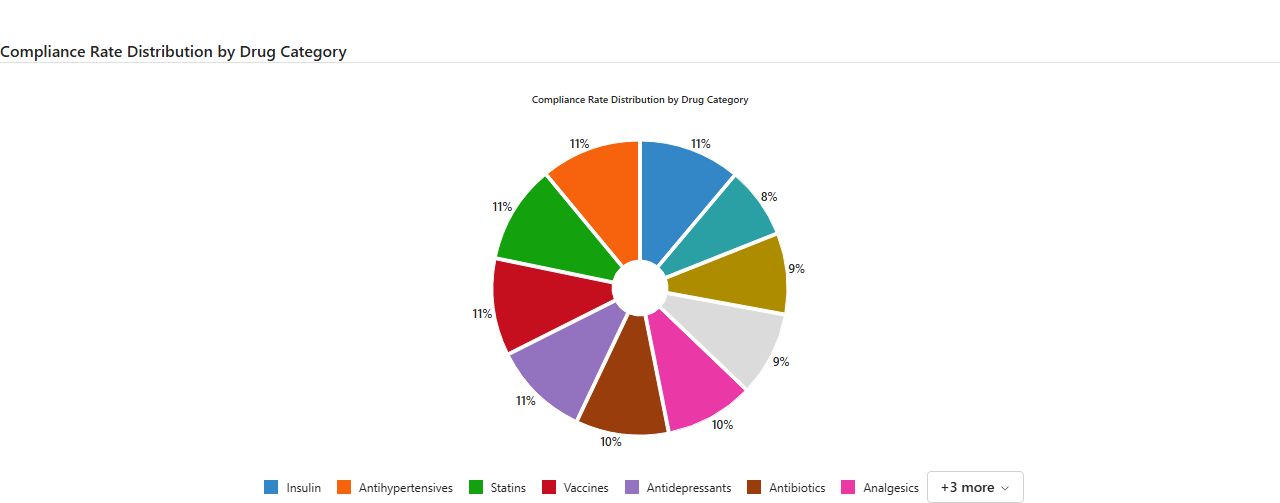 Compliance Rate Distribution by Drug Category
Compliance Rate Distribution by Drug Category
11%
11%
8%
11%
9%
11%
9%
11%
10%
10%
Insulin
Antihypertensives
Statins
Vaccines
Antidepressants
Antibiotics
Analgesics
+3 more